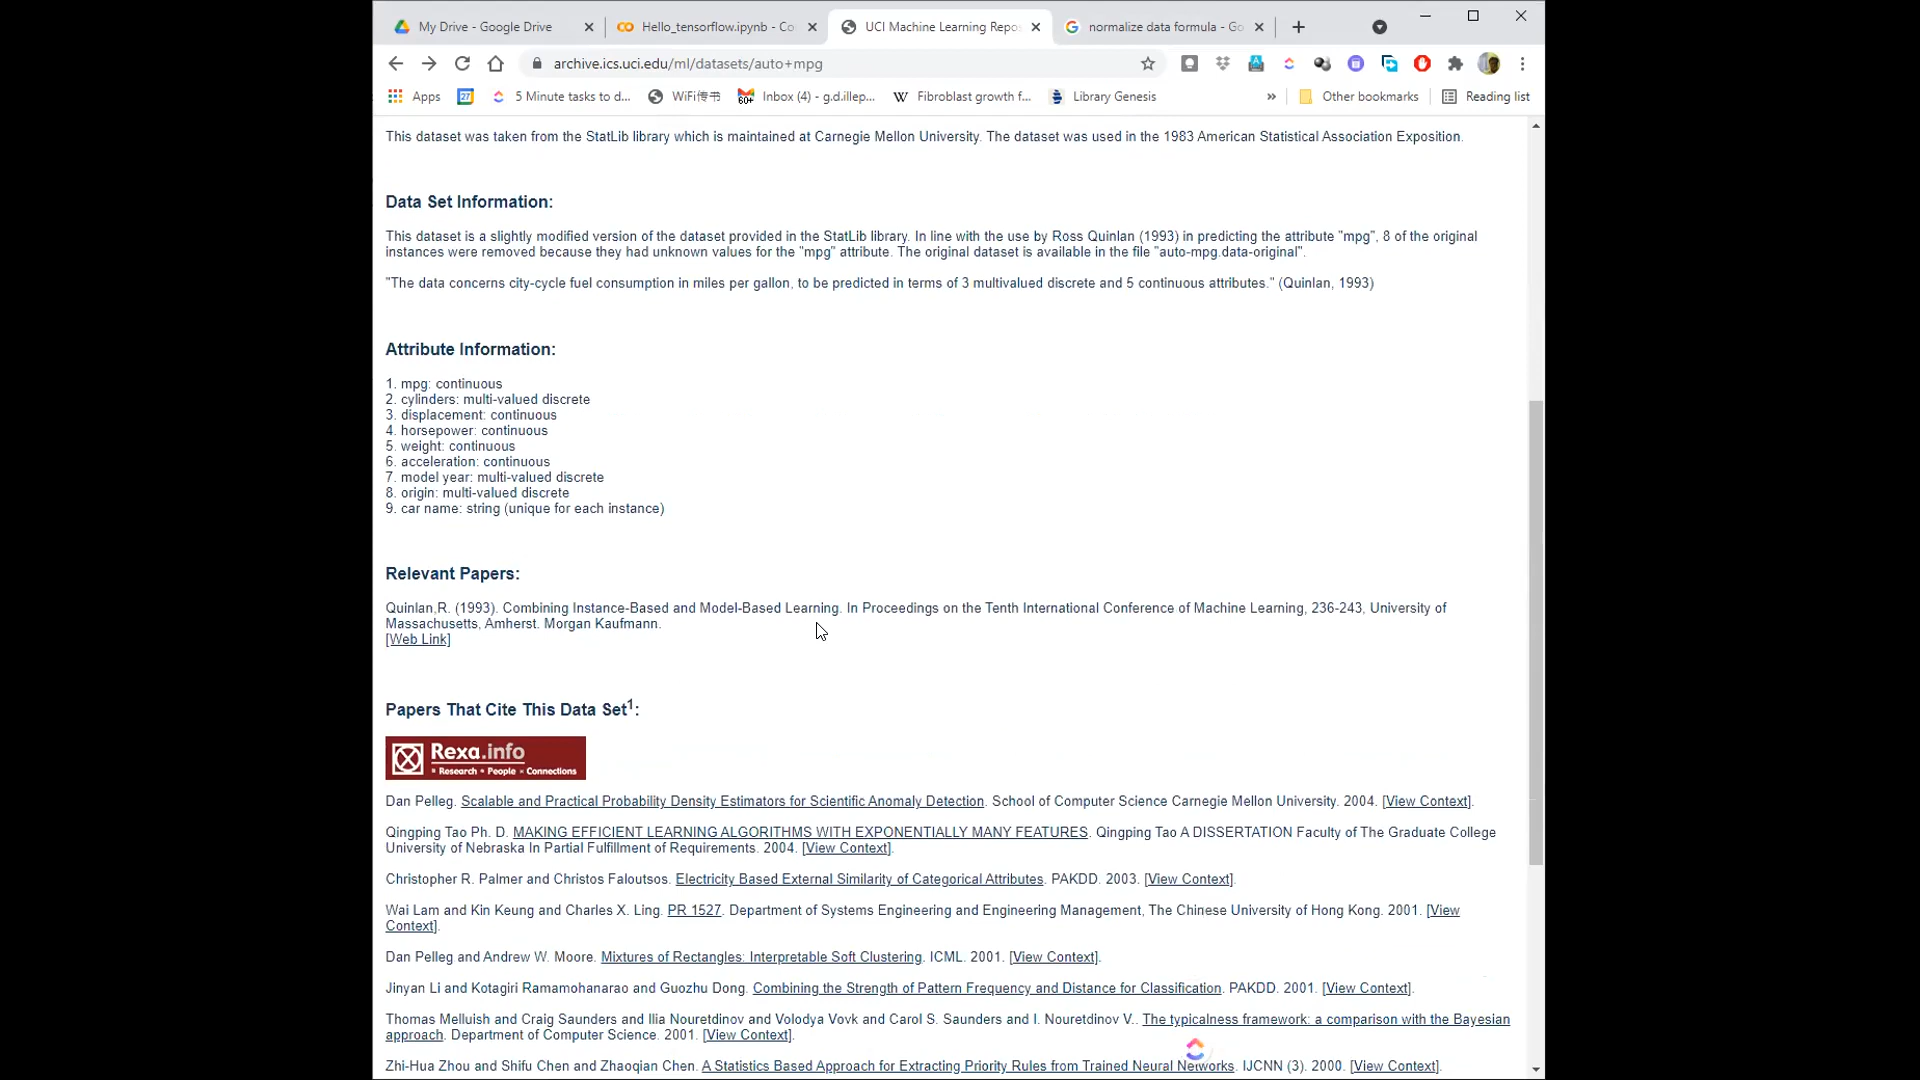 My Drive - Google Drive
Hello_tensorflow.ipynb - Co
UCI Machine Learning Repo
normalize data formula - Go
archive.ics.uci.edu/ml/datasets/auto+mpg
Apps
27
5 Minute tasks to d...
WiFi传书
60+
Inbox (4) - g.d.illep...
W
Fibroblast growth f...
Library Genesis
»
Other bookmarks
Reading list
This dataset was taken from the StatLib library which is maintained at Carnegie Mellon University. The dataset was used in the 1983 American Statistical Association Exposition.
Data Set Information:
This dataset is a slightly modified version of the dataset provided in the StatLib library. In line with the use by Ross Quinlan (1993) in predicting the attribute "mpg", 8 of the original
instances were removed because they had unknown values for the "mpg" attribute. The original dataset is available in the file "auto-mpg.data-original".
"The data concerns city-cycle fuel consumption in miles per gallon, to be predicted in terms of 3 multivalued discrete and 5 continuous attributes." (Quinlan, 1993)
Attribute Information:
1. mpg: continuous
2. cylinders: multi-valued discrete
3. displacement: continuous
4. horsepower: continuous
5. weight: continuous
6. acceleration: continuous
7. model year: multi-valued discrete
8. origin: multi-valued discrete
9. car name: string (unique for each instance)
Relevant Papers:
Quinlan,R. (1993). Combining Instance-Based and Model-Based Learning. In Proceedings on the Tenth International Conference of Machine Learning, 236-243, University of
Massachusetts, Amherst. Morgan Kaufmann.
[Web Link]
Papers That Cite This Data Set1:
Rexa.info
▪ Research ▪ People ▪ Connections
Dan Pelleg. Scalable and Practical Probability Density Estimators for Scientific Anomaly Detection. School of Computer Science Carnegie Mellon University. 2004. [View Context].
Qingping Tao Ph. D. MAKING EFFICIENT LEARNING ALGORITHMS WITH EXPONENTIALLY MANY FEATURES. Qingping Tao A DISSERTATION Faculty of The Graduate College
University of Nebraska In Partial Fulfillment of Requirements. 2004. [View Context].
Christopher R. Palmer and Christos Faloutsos. Electricity Based External Similarity of Categorical Attributes. PAKDD. 2003. [View Context].
Wai Lam and Kin Keung and Charles X. Ling. PR 1527. Department of Systems Engineering and Engineering Management, The Chinese University of Hong Kong. 2001. [View
Context].
Dan Pelleg and Andrew W. Moore. Mixtures of Rectangles: Interpretable Soft Clustering. ICML. 2001. [View Context].
Jinyan Li and Kotagiri Ramamohanarao and Guozhu Dong. Combining the Strength of Pattern Frequency and Distance for Classification. PAKDD. 2001. [View Context].
Thomas Melluish and Craig Saunders and Ilia Nouretdinov and Volodya Vovk and Carol S. Saunders and I. Nouretdinov V.. The typicalness framework: a comparison with the Bayesian
approach. Department of Computer Science. 2001. [View Context].
Zhi-Hua Zhou and Shifu Chen and Zhaoqian Chen. A Statistics Based Approach for Extracting Priority Rules from Trained Neural Networks. IJCNN (3). 2000. [View Context].